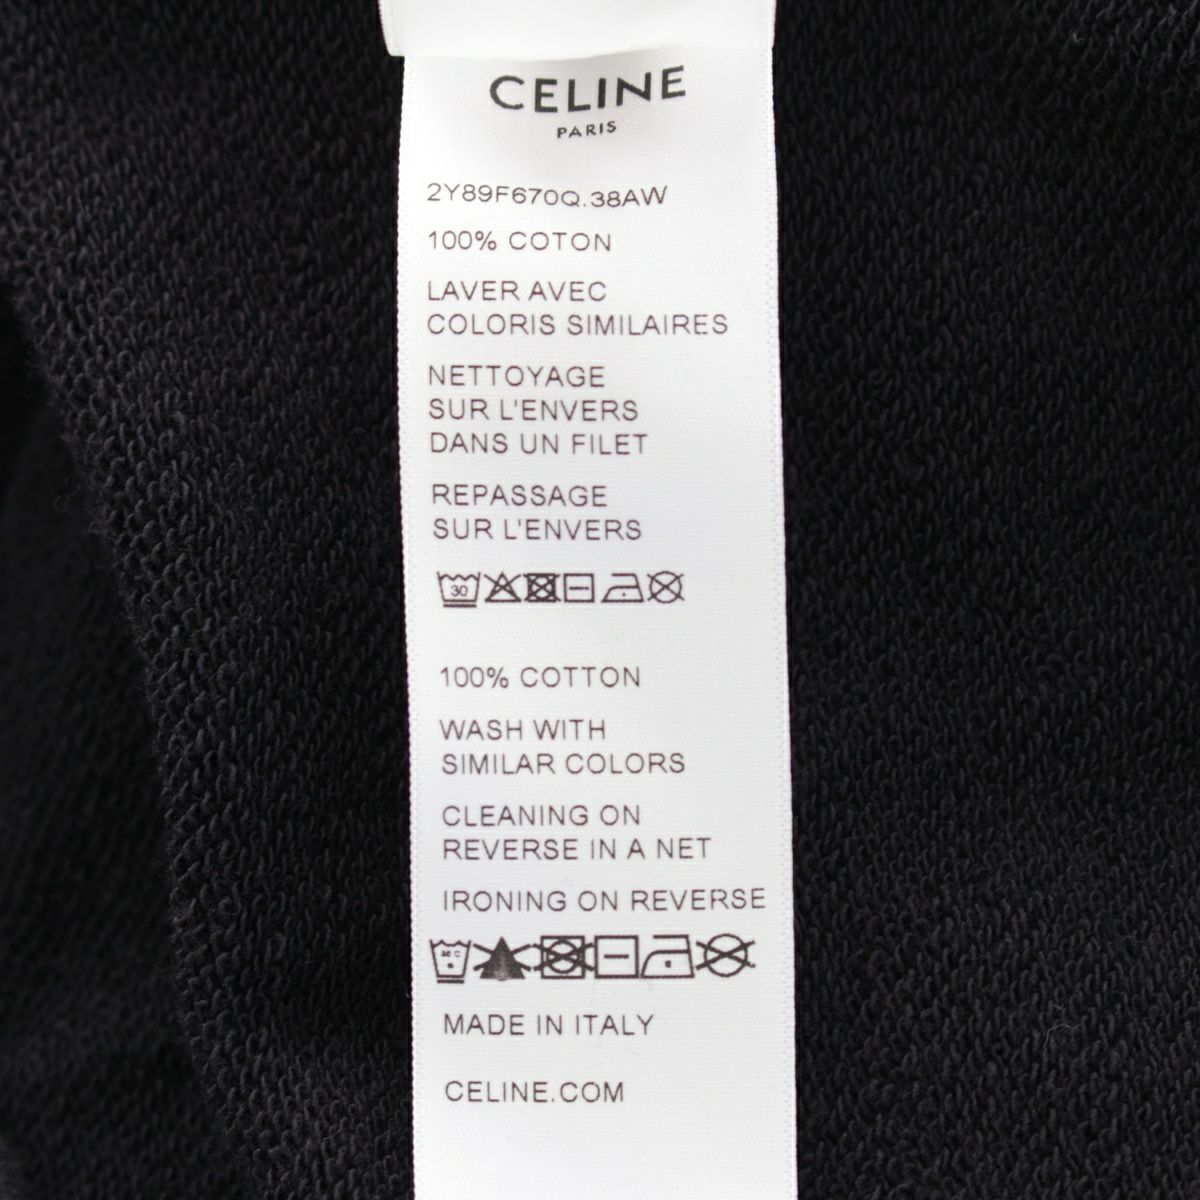 CELINE
PARIS
2Y89F670Q.38AW
100% COTON
LAVER AVEC
COLORIS SIMILAIRES
NETTOYAGE
SUR L'ENVERS
DANS UN FILET
REPASSAGE
SUR L'ENVERS
30
100% COTTON
WASH WITH
SIMILAR COLORS
CLEANING ON
REVERSE IN A NET
IRONING ON REVERSE
MADE IN ITALY
CELINE.COM